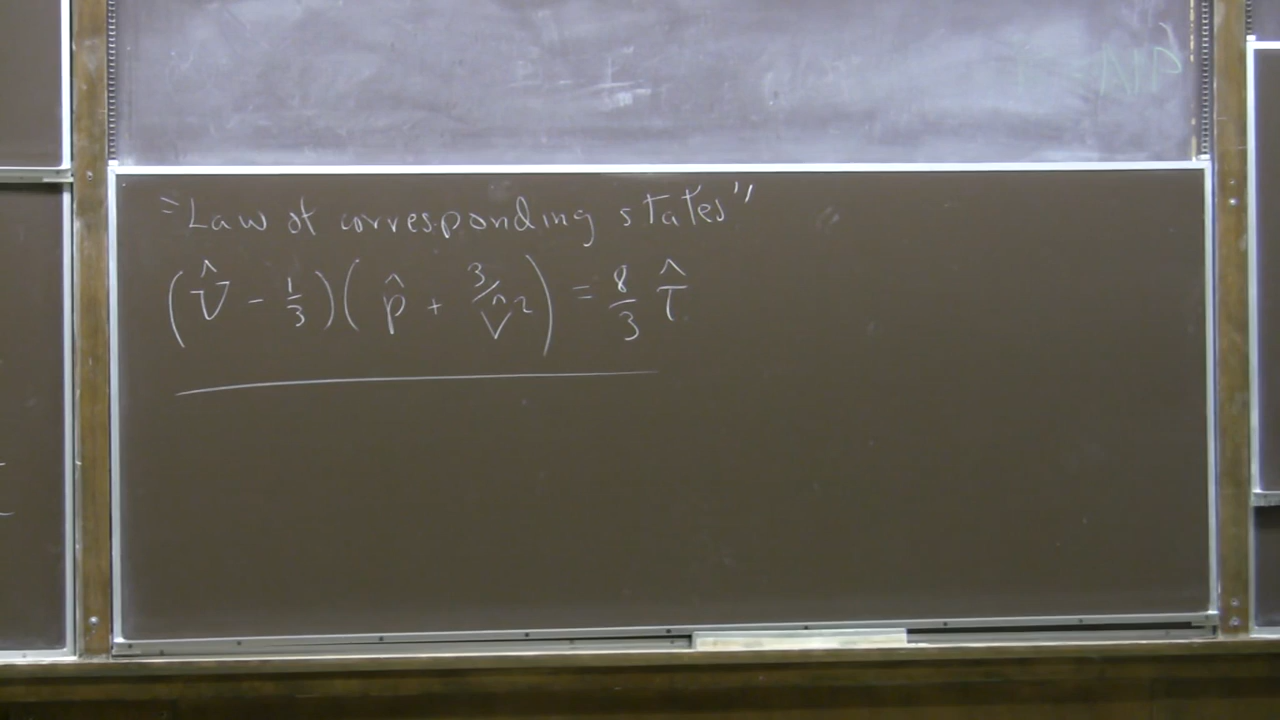 "Law of corresponding states"
(V̂ - 1/3)(p̂ + 3/V̂²) = 8/3 τ̂